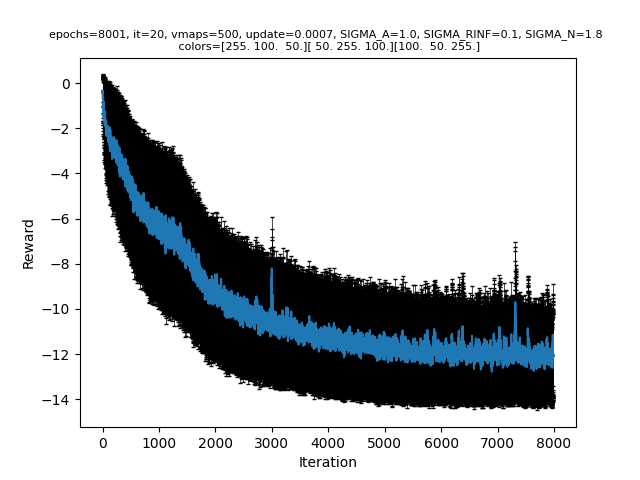 epochs=8001, it=20, vmaps=500, update=0.0007, SIGMA_A=1.0, SIGMA_RINF=0.1, SIGMA_N=1.8
colors=[255. 100.  50.][ 50. 255. 100.][100.  50. 255.]
0
−2
−4
−6
−8
−10
−12
−14
Reward
0 1000 2000 3000 4000 5000 6000 7000 8000
Iteration